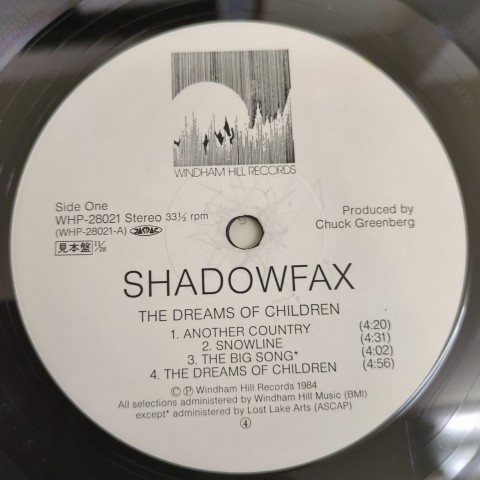 WINDHAM HILL RECORDS
Side One
WHP-28021 Stereo 33⅓ rpm
(WHP-28021-A) JASRAC
見本盤
Produced by
Chuck Greenberg
SHADOWFAX
THE DREAMS OF CHILDREN
1. ANOTHER COUNTRY (4:20)
2. SNOWLINE (4:31)
3. THE BIG SONG* (4:02)
4. THE DREAMS OF CHILDREN (4:56)
Ⓒ Ⓟ Windham Hill Records 1984
All selections administered by Windham Hill Music (BMI)
except* administered by Lost Lake Arts (ASCAP)
④